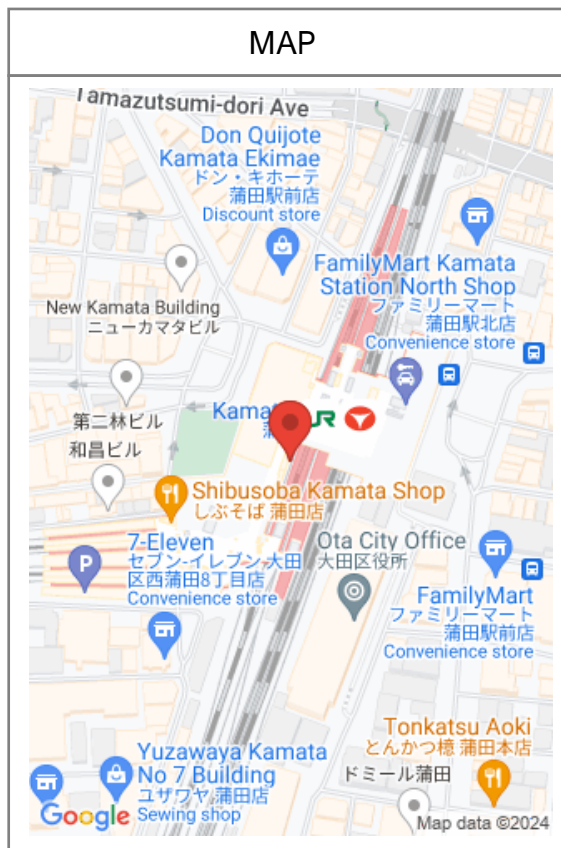 MAP
Tamazutsumi-dori Ave
Don Quijote
Kamata Ekimae
ドン・キホーテ
蒲田駅前店
Discount store
FamilyMart Kamata
Station North Shop
ファミリーマート
蒲田駅北店
Convenience store
New Kamata Building
ニューカマタビル
第二林ビル
和昌ビル
JR
Shibusoba Kamata Shop
しぶそば 蒲田店
7-Eleven
セブン-イレブン 大田
区西蒲田8丁目店
Convenience store
P
Ota City Office
大田区役所
FamilyMart
ファミリーマート
蒲田駅前店
Convenience store
Yuzawaya Kamata
No 7 Building
ユザワヤ 蒲田店
Sewing shop
Tonkatsu Aoki
とんかつ檍 蒲田本店
ドミール蒲田
Google
Map data ©2024